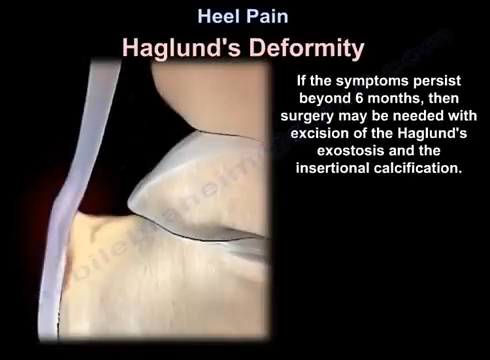 Heel Pain
Haglund's Deformity
If the symptoms persist
beyond 6 months, then
surgery may be needed with
excision of the Haglund's
exostosis and the
insertional calcification.